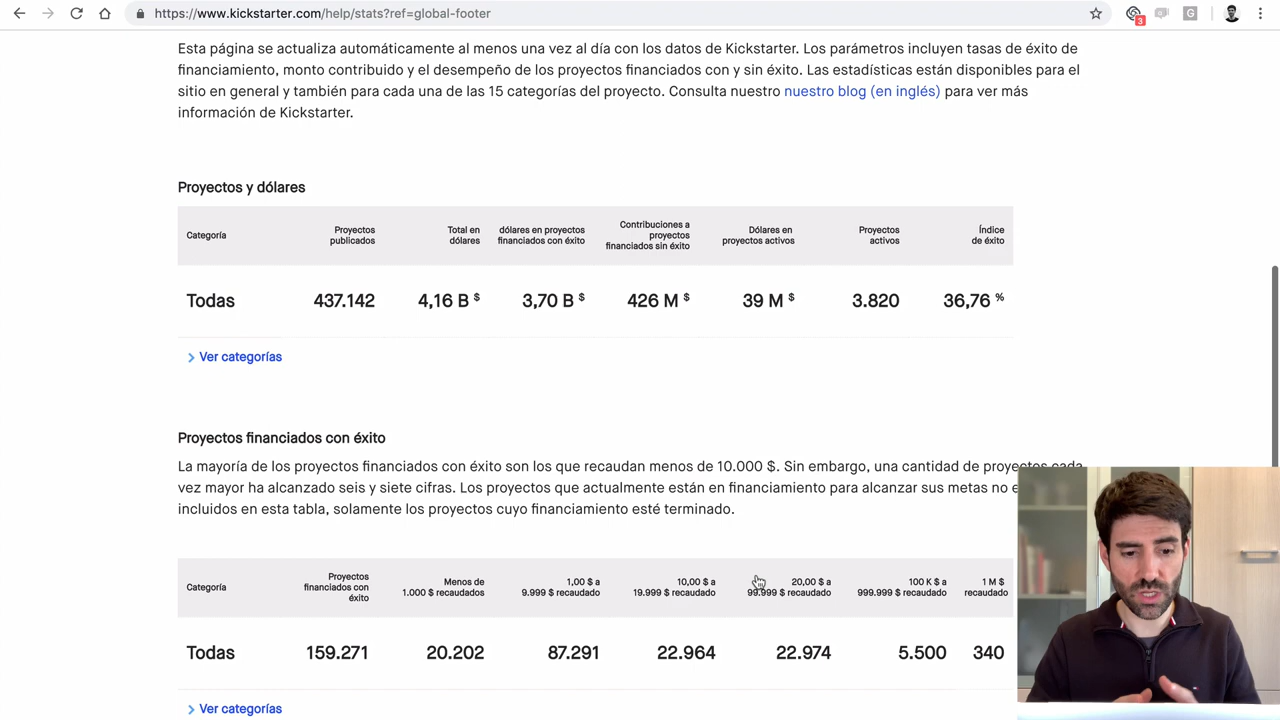 https://www.kickstarter.com/help/stats?ref=global-footer
3
G
Esta página se actualiza automáticamente al menos una vez al día con los datos de Kickstarter. Los parámetros incluyen tasas de éxito de
financiamiento, monto contribuido y el desempeño de los proyectos financiados con y sin éxito. Las estadísticas están disponibles para el
sitio en general y también para cada una de las 15 categorías del proyecto. Consulta nuestro nuestro blog (en inglés) para ver más
información de Kickstarter.
Proyectos y dólares
Categoría Proyectos publicados Total en dólares dólares en proyectos financiados con éxito Contribuciones a proyectos financiados sin éxito Dólares en proyectos activos Proyectos activos Índice de éxito
Todas 437.142 4,16 B $ 3,70 B $ 426 M $ 39 M $ 3.820 36,76 %
Ver categorías
Proyectos financiados con éxito
La mayoría de los proyectos financiados con éxito son los que recaudan menos de 10.000 $. Sin embargo, una cantidad de proyectos cada
vez mayor ha alcanzado seis y siete cifras. Los proyectos que actualmente están en financiamiento para alcanzar sus metas no
incluidos en esta tabla, solamente los proyectos cuyo financiamiento esté terminado.
Categoría Proyectos financiados con éxito Menos de 1.000 $ recaudados 1,00 $ a 9.999 $ recaudado 10,00 $ a 19.999 $ recaudado 20,00 $ a 99.999 $ recaudado 100 K $ a 999.999 $ recaudado 1 M $ recaudado
Todas 159.271 20.202 87.291 22.964 22.974 5.500 340
Ver categorías